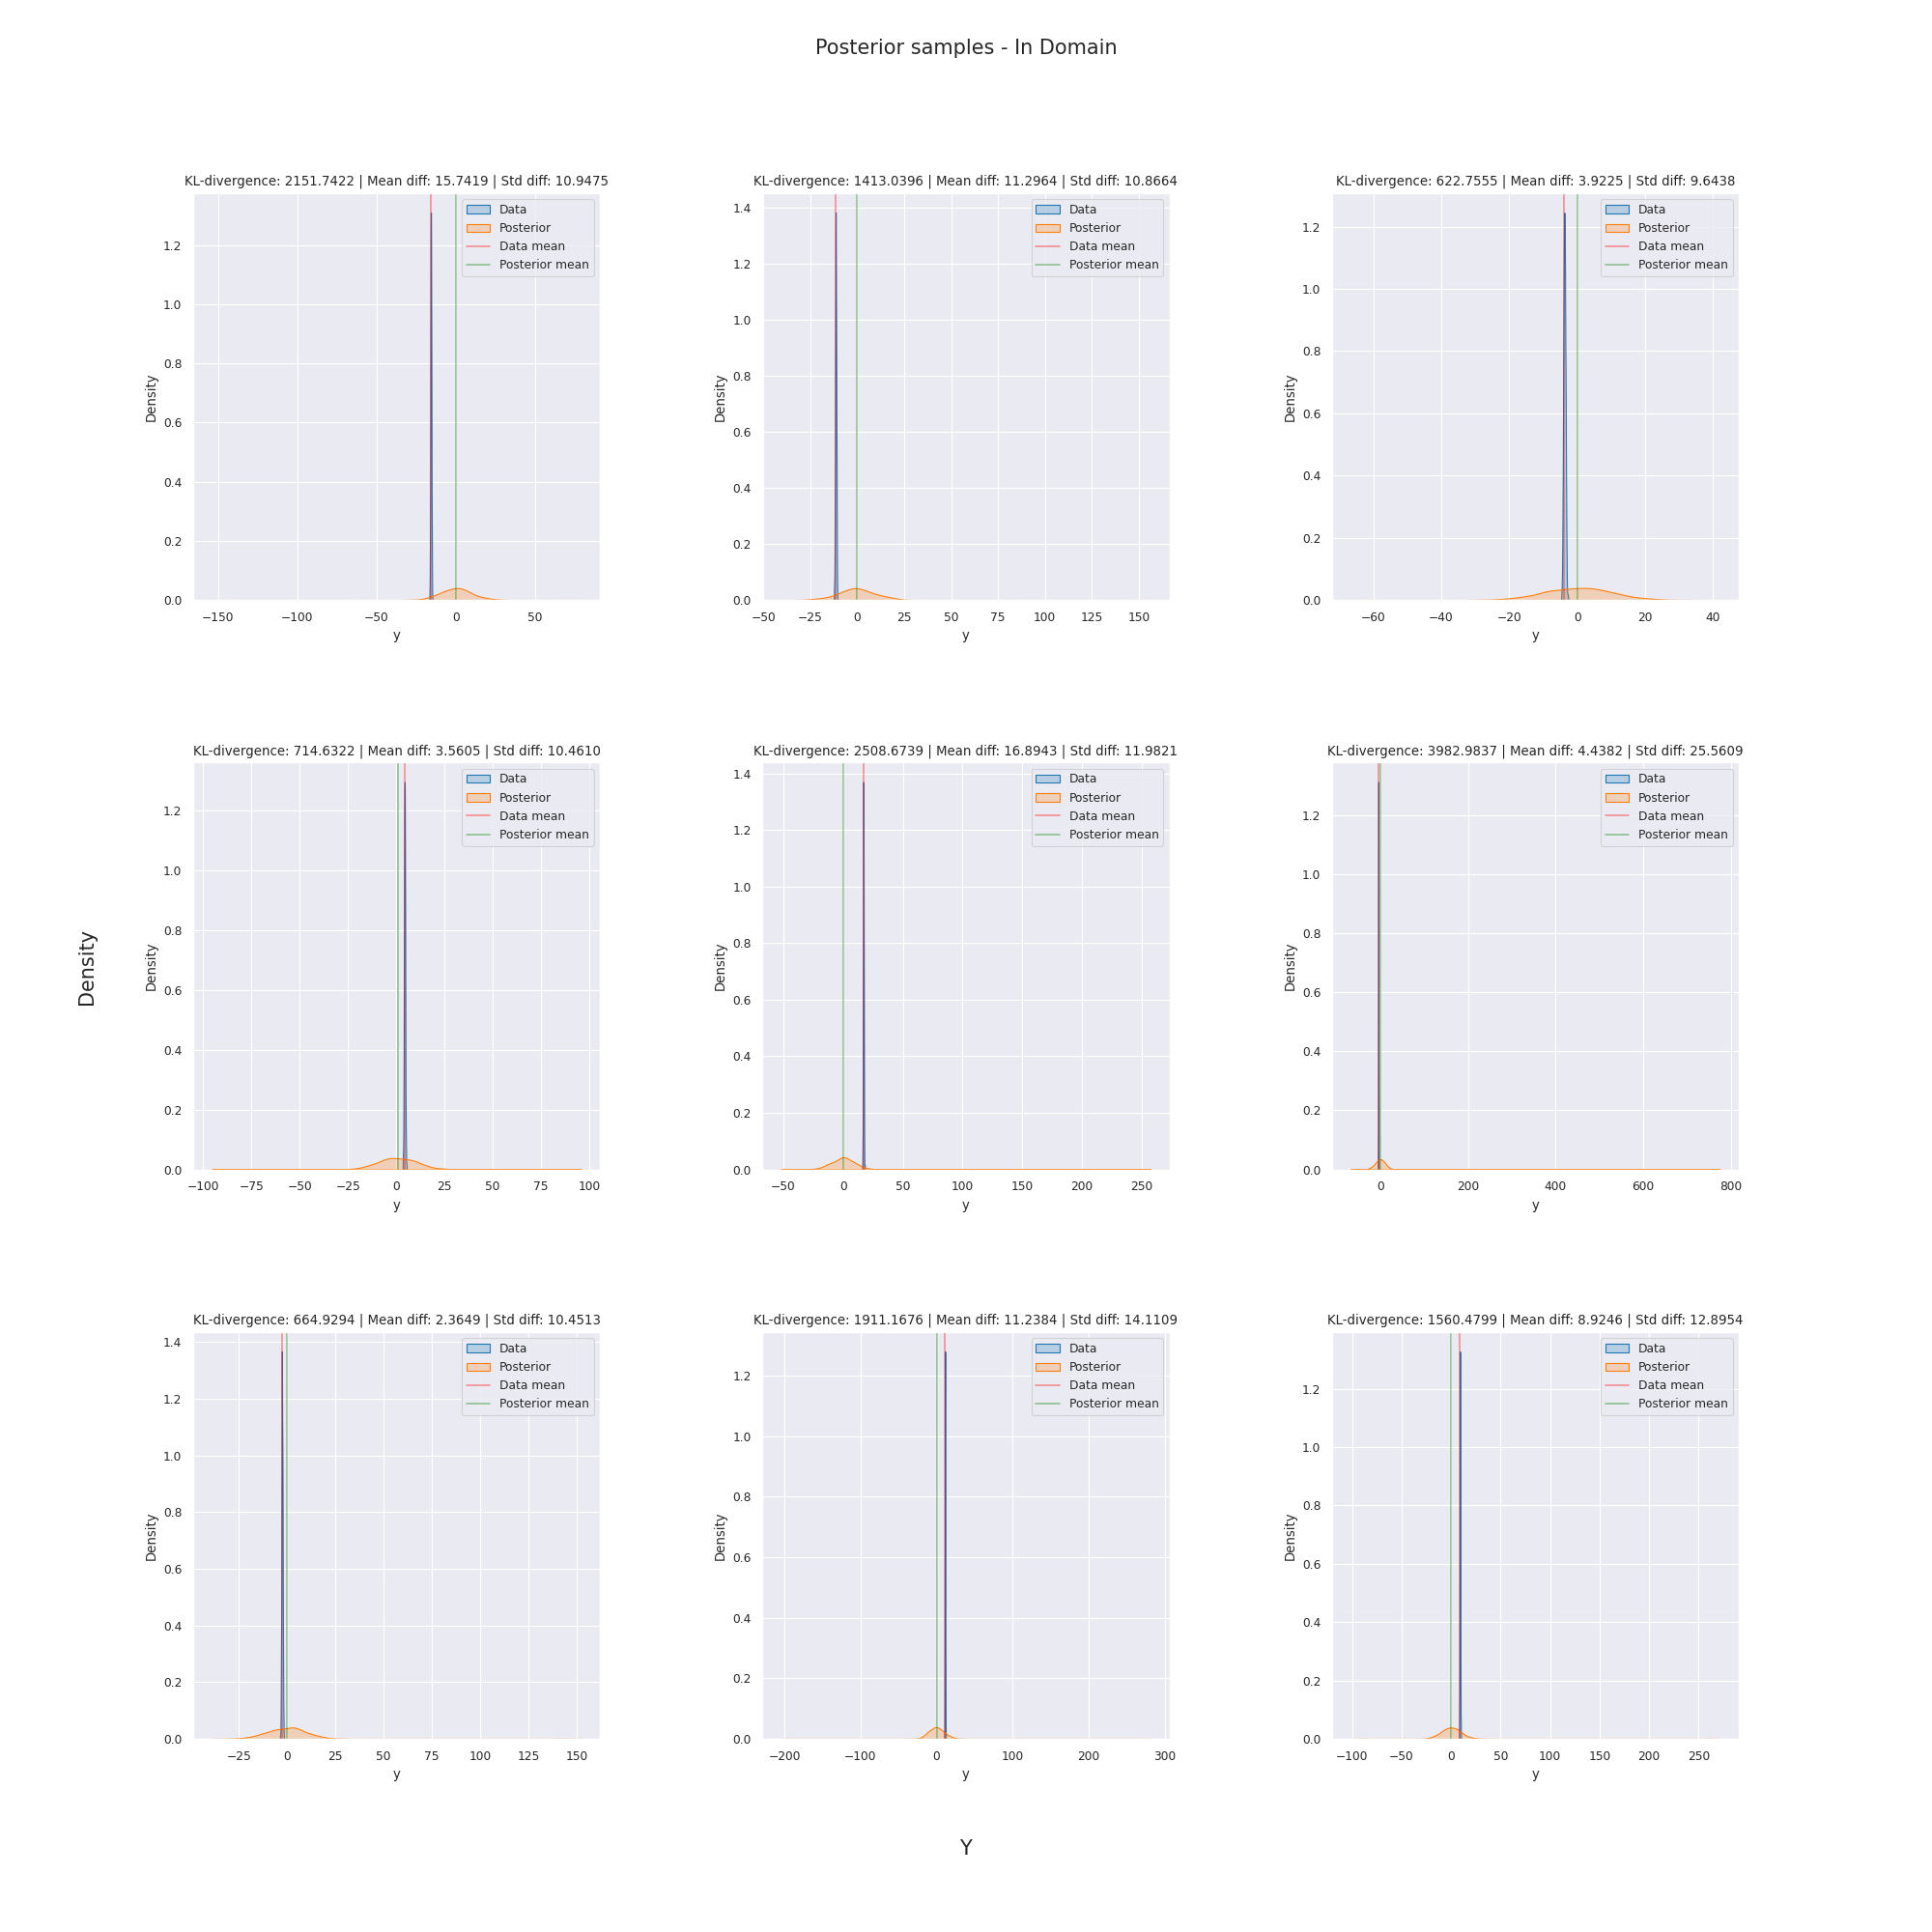 Posterior samples - In Domain
KL-divergence: 2151.7422 | Mean diff: 15.7419 | Std diff: 10.9475
Data
Posterior
Data mean
Posterior mean
1.2
1.0
0.8
0.6
0.4
0.2
0.0
Density
−150
−100
−50
0
50
y
KL-divergence: 1413.0396 | Mean diff: 11.2964 | Std diff: 10.8664
Data
Posterior
Data mean
Posterior mean
1.4
1.2
1.0
0.8
0.6
0.4
0.2
0.0
Density
−50
−25
0
25
50
75
100
125
150
y
KL-divergence: 622.7555 | Mean diff: 3.9225 | Std diff: 9.6438
Data
Posterior
Data mean
Posterior mean
1.2
1.0
0.8
0.6
0.4
0.2
0.0
Density
−60
−40
−20
0
20
40
y
KL-divergence: 714.6322 | Mean diff: 3.5605 | Std diff: 10.4610
Data
Posterior
Data mean
Posterior mean
1.2
1.0
0.8
0.6
0.4
0.2
0.0
Density
−100
−75
−50
−25
0
25
50
75
100
y
KL-divergence: 2508.6739 | Mean diff: 16.8943 | Std diff: 11.9821
Data
Posterior
Data mean
Posterior mean
1.4
1.2
1.0
0.8
0.6
0.4
0.2
0.0
Density
−50
0
50
100
150
200
250
y
KL-divergence: 3982.9837 | Mean diff: 4.4382 | Std diff: 25.5609
Data
Posterior
Data mean
Posterior mean
1.2
1.0
0.8
0.6
0.4
0.2
0.0
Density
0
200
400
600
800
y
Density
KL-divergence: 664.9294 | Mean diff: 2.3649 | Std diff: 10.4513
Data
Posterior
Data mean
Posterior mean
1.4
1.2
1.0
0.8
0.6
0.4
0.2
0.0
Density
−25
0
25
50
75
100
125
150
y
KL-divergence: 1911.1676 | Mean diff: 11.2384 | Std diff: 14.1109
Data
Posterior
Data mean
Posterior mean
1.2
1.0
0.8
0.6
0.4
0.2
0.0
Density
−200
−100
0
100
200
300
y
KL-divergence: 1560.4799 | Mean diff: 8.9246 | Std diff: 12.8954
Data
Posterior
Data mean
Posterior mean
1.2
1.0
0.8
0.6
0.4
0.2
0.0
Density
−100
−50
0
50
100
150
200
250
y
Y